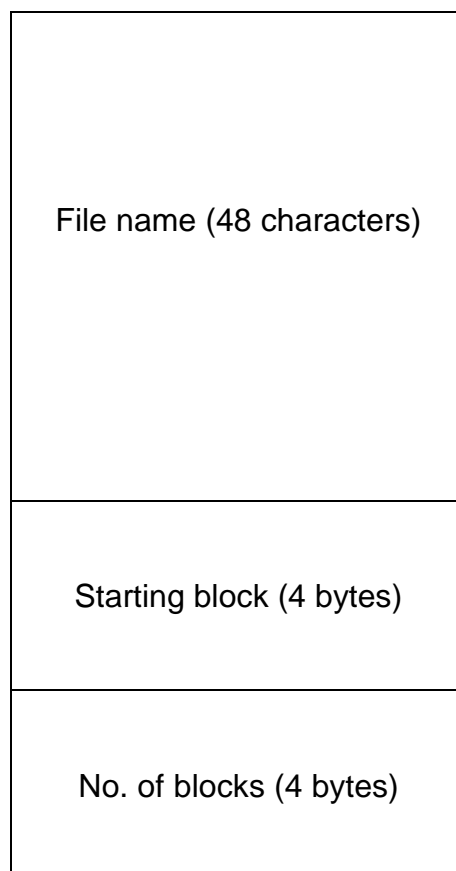 File name (48 characters)
Starting block (4 bytes)
No. of blocks (4 bytes)